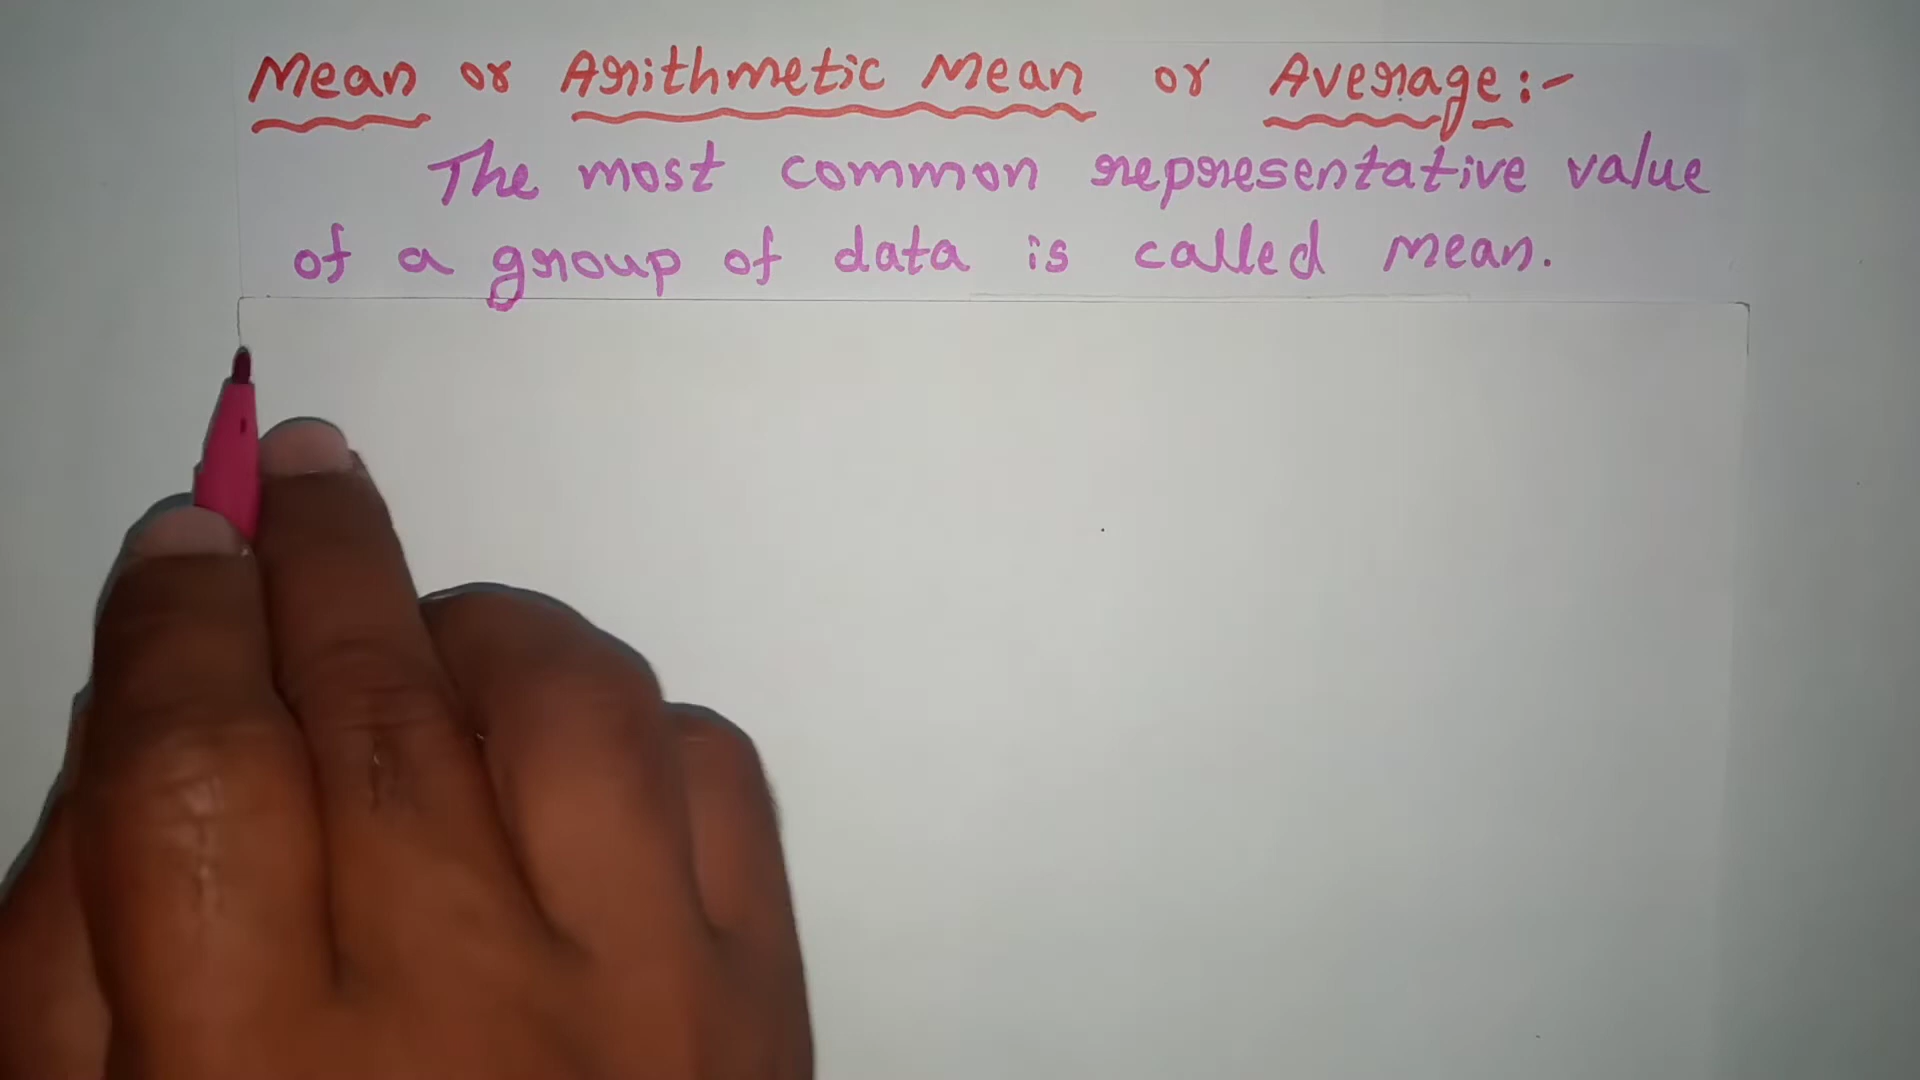 Mean or Arithmetic Mean or Average:-
The most common representative value
of a group of data is called Mean.